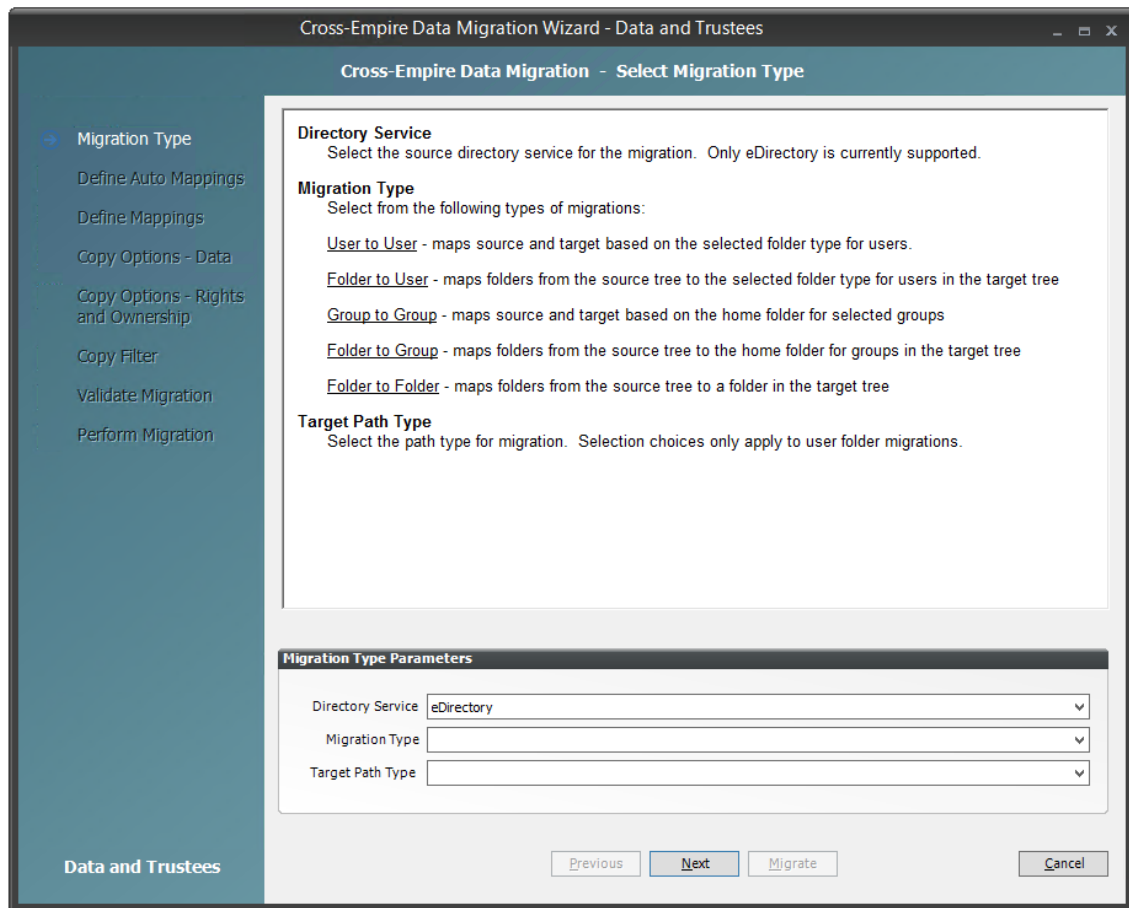 Cross-Empire Data Migration Wizard - Data and Trustees
Cross-Empire Data Migration - Select Migration Type
Migration Type
Define Auto Mappings
Define Mappings
Copy Options - Data
Copy Options - Rights
and Ownership
Copy Filter
Validate Migration
Perform Migration
Data and Trustees
Directory Service
Select the source directory service for the migration. Only eDirectory is currently supported.
Migration Type
Select from the following types of migrations:
User to User - maps source and target based on the selected folder type for users.
Folder to User - maps folders from the source tree to the selected folder type for users in the target tree
Group to Group - maps source and target based on the home folder for selected groups
Folder to Group - maps folders from the source tree to the home folder for groups in the target tree
Folder to Folder - maps folders from the source tree to a folder in the target tree
Target Path Type
Select the path type for migration. Selection choices only apply to user folder migrations.
Migration Type Parameters
Directory Service eDirectory
Migration Type
Target Path Type
Previous Next Migrate Cancel